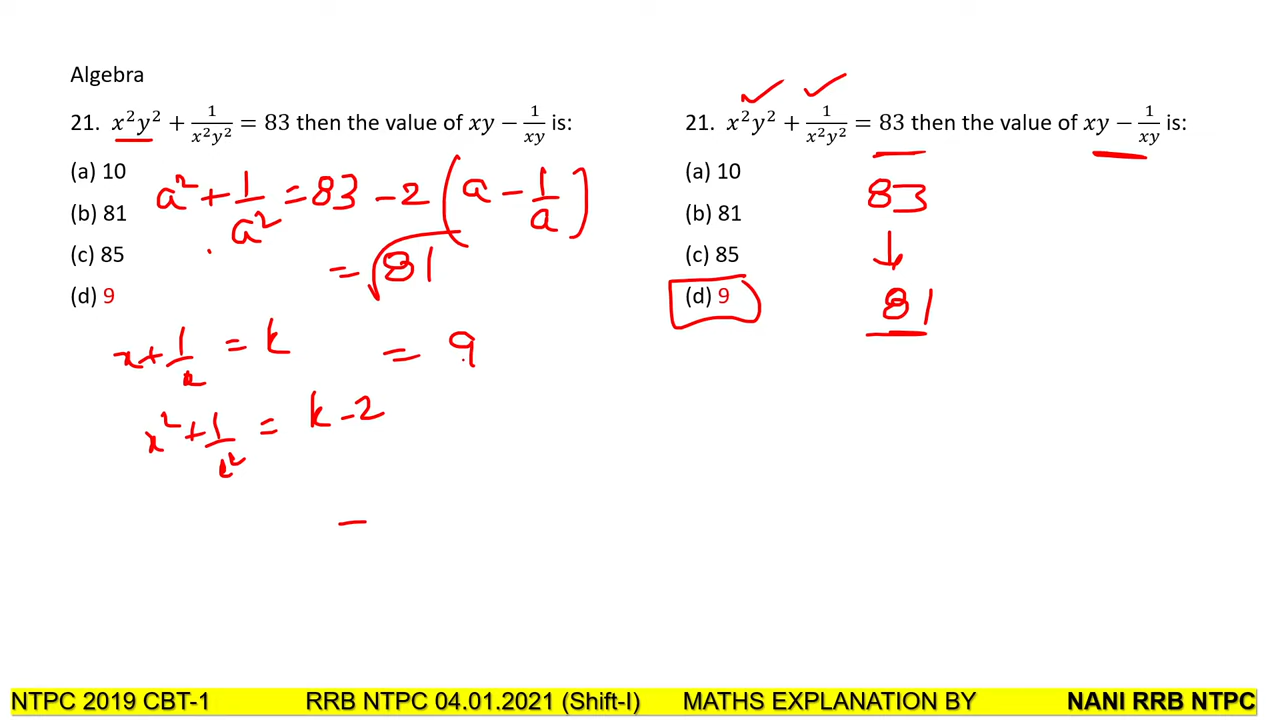 Algebra
21. x²y² + 1/x²y² = 83 then the value of xy − 1/xy is:
(a) 10
(b) 81
(c) 85
(d) 9
a² + 1/a² = 83 − 2 (a − 1/a)
= √81
= 9
x + 1/x = k
x² + 1/x² = k − 2
21. x²y² + 1/x²y² = 83 then the value of xy − 1/xy is:
(a) 10
(b) 81
(c) 85
(d) 9
83
↓
81
NTPC 2019 CBT-1 RRB NTPC 04.01.2021 (Shift-I) MATHS EXPLANATION BY NANI RRB NTPC